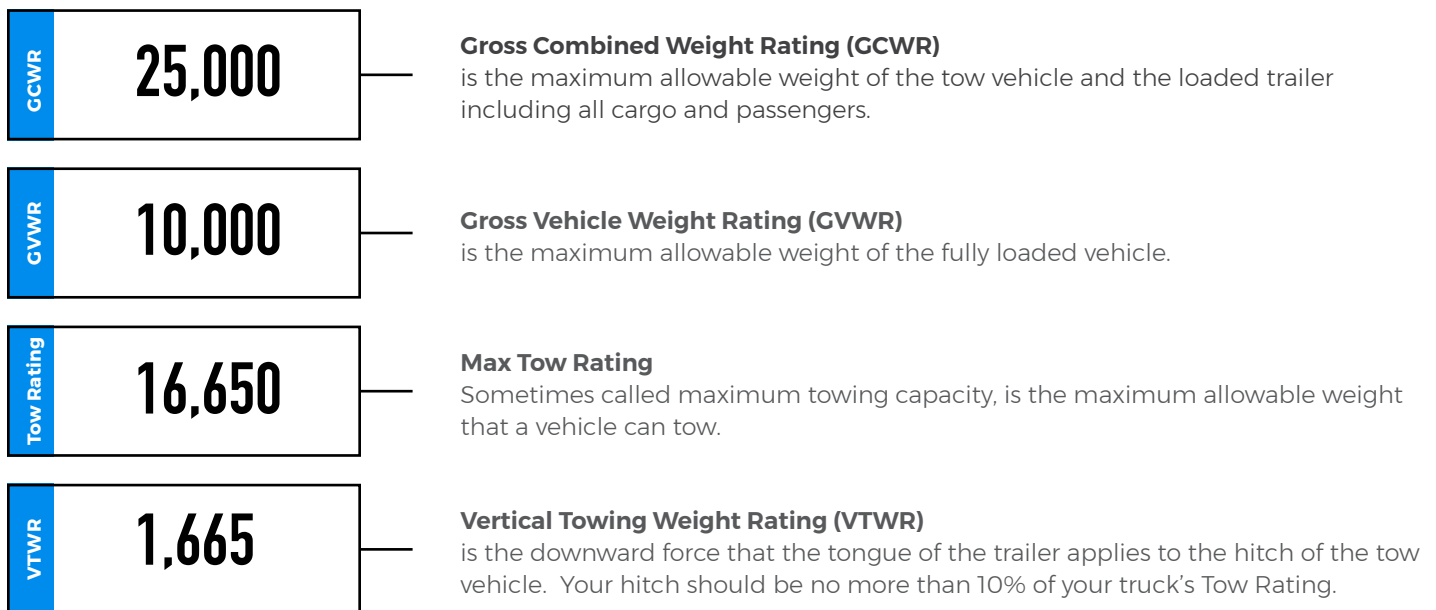 GCWR
25,000
Gross Combined Weight Rating (GCWR)
is the maximum allowable weight of the tow vehicle and the loaded trailer
including all cargo and passengers.
GVWR
10,000
Gross Vehicle Weight Rating (GVWR)
is the maximum allowable weight of the fully loaded vehicle.
Tow Rating
16,650
Max Tow Rating
Sometimes called maximum towing capacity, is the maximum allowable weight
that a vehicle can tow.
VTWR
1,665
Vertical Towing Weight Rating (VTWR)
is the downward force that the tongue of the trailer applies to the hitch of the tow
vehicle.  Your hitch should be no more than 10% of your truck’s Tow Rating.